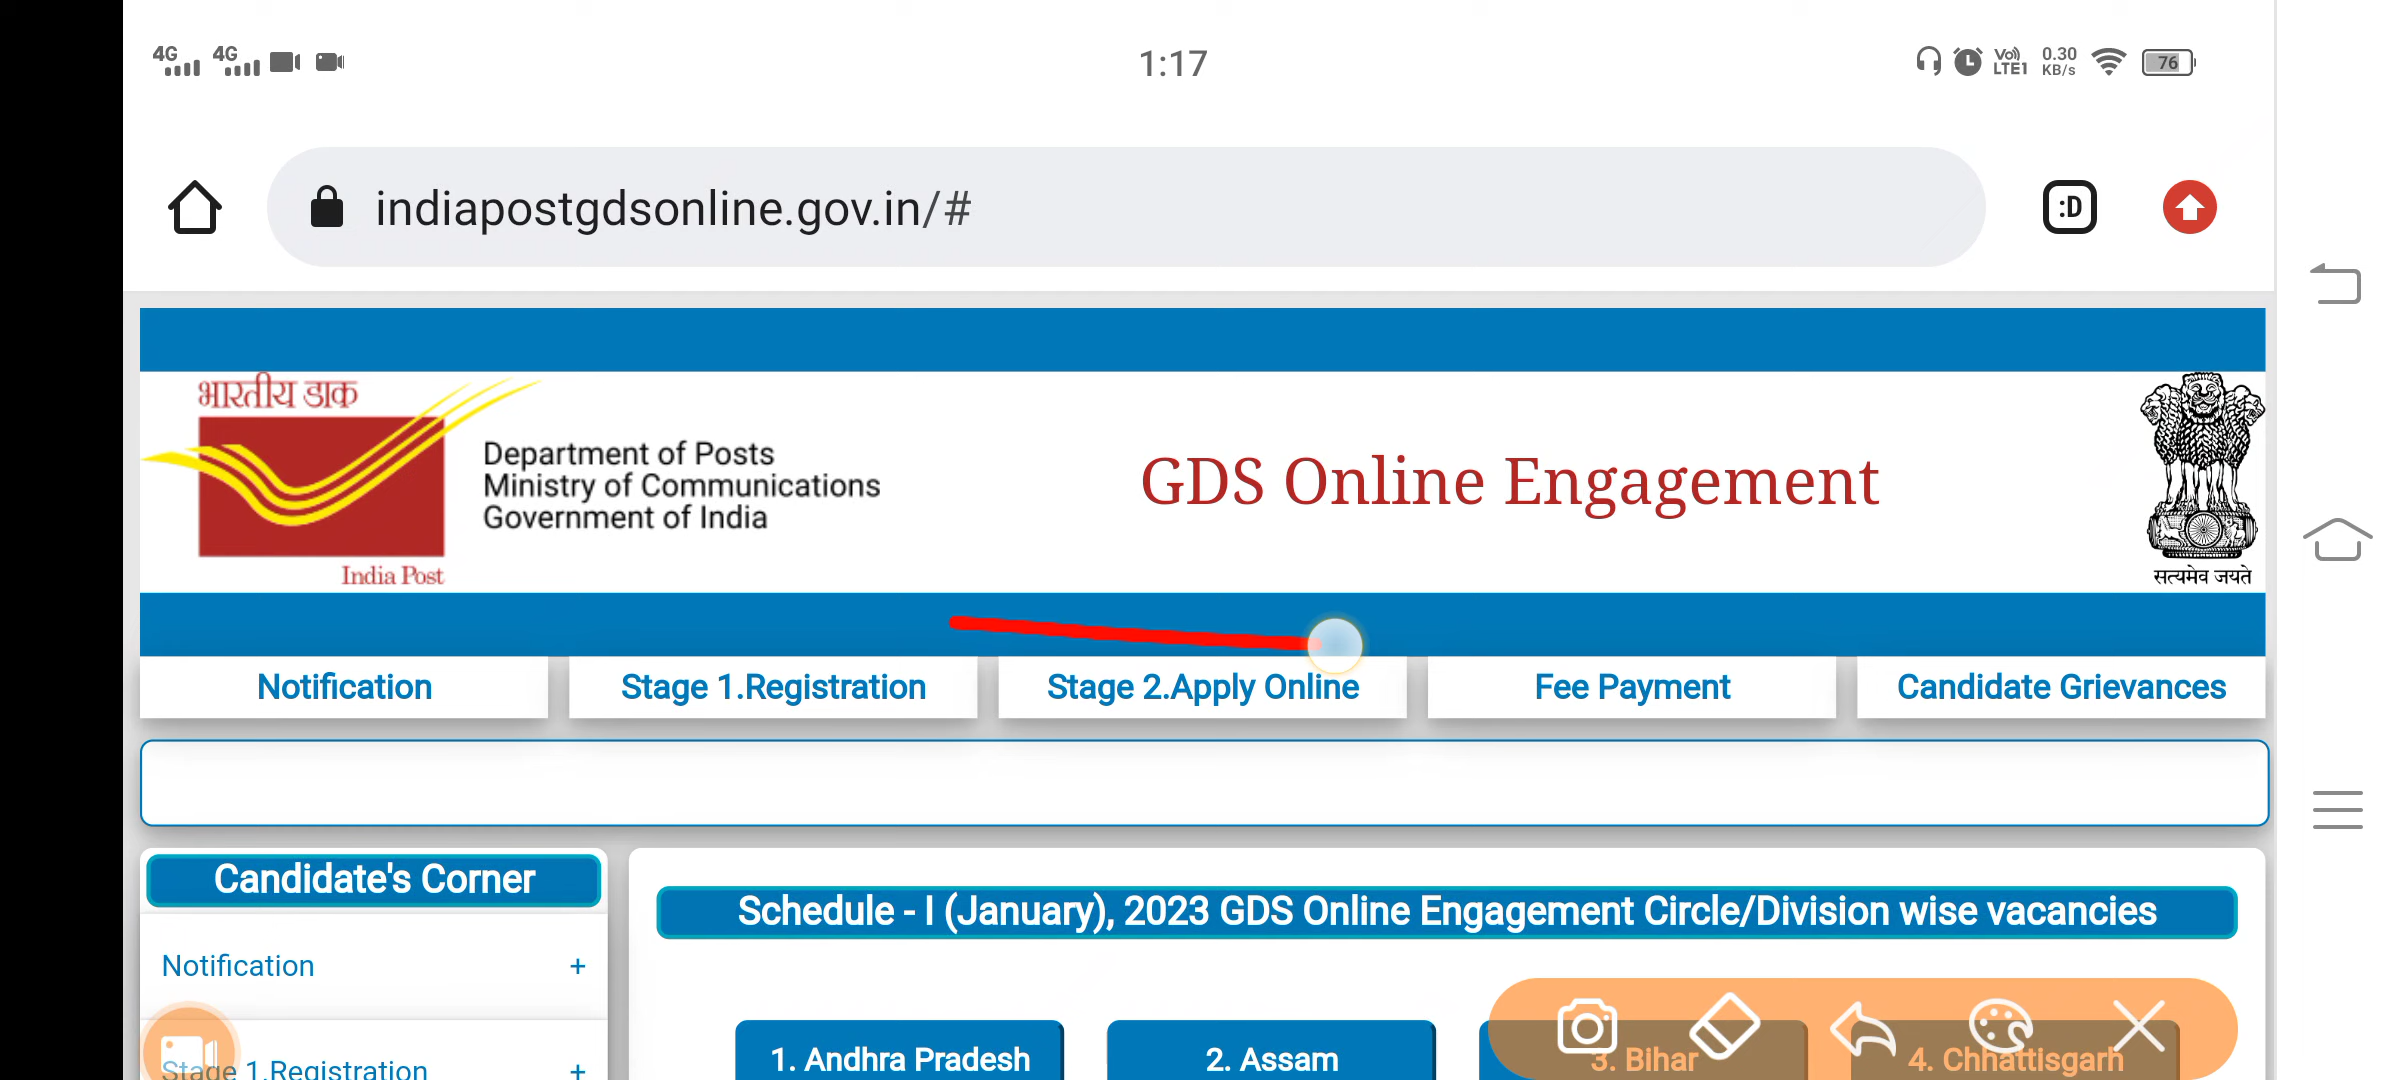 4G 4G 1:17 Vo) LTE1 0.30 KB/s 76
indiapostgdsonline.gov.in/# :D
भारतीय डाक
Department of Posts
Ministry of Communications
Government of India
India Post
GDS Online Engagement
सत्यमेव जयते
Notification Stage 1.Registration Stage 2.Apply Online Fee Payment Candidate Grievances
Candidate's Corner
Notification +
Stage 1.Registration +
Schedule - I (January), 2023 GDS Online Engagement Circle/Division wise vacancies
1. Andhra Pradesh 2. Assam 3. Bihar 4. Chhattisgarh